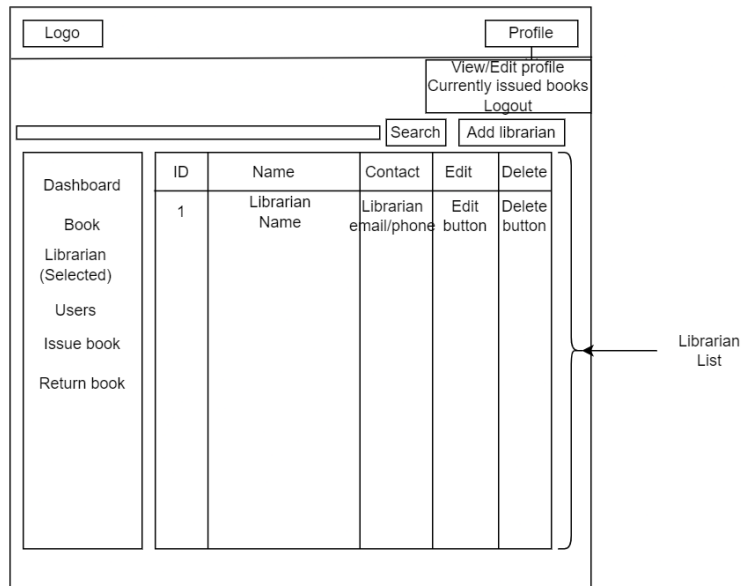 Logo
Profile
View/Edit profile
Currently issued books
Logout
Search
Add librarian
Dashboard
Book
Librarian
(Selected)
Users
Issue book
Return book
ID
Name
Contact
Edit
Delete
1
Librarian
Name
Librarian
email/phone
Edit
button
Delete
button
Librarian
List